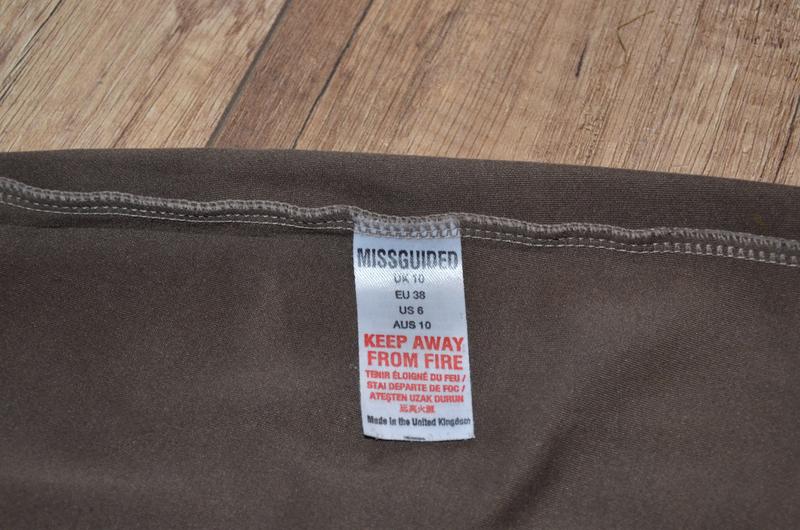 MISSGUIDED
UK 10
EU 38
US 6
AUS 10
KEEP AWAY
FROM FIRE
TENIR ÉLOIGNÉ DU FEU /
STAI DEPARTE DE FOC /
ATEŞTEN UZAK DURUN
远离火源
Made in the United Kingdom